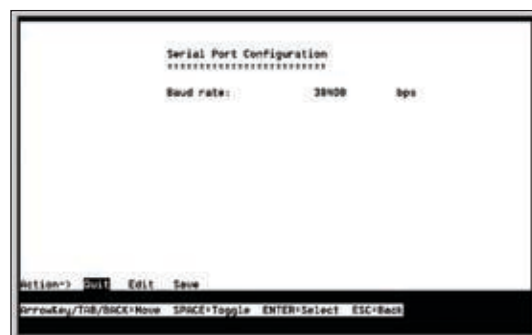 Serial Port Configuration
*************************
Baud rate: 38400 bps
Action-> Quit Edit Save
ArrowKey/TAB/BACK=Move SPACE=Toggle ENTER=Select ESC=Back